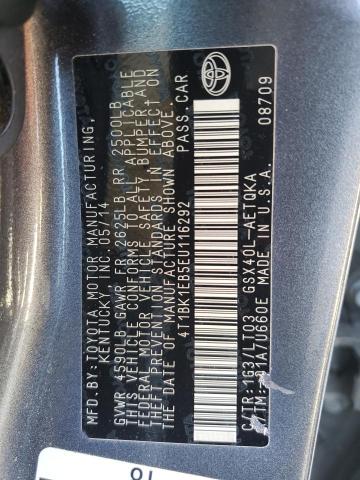 MFD.BY:TOYOTA MOTOR MANUFACTURING,
KENTUCKY, INC.05/14
GVWR 4590LB GAWR FR 2625LB RR 2500LB
THIS VEHICLE CONFORMS TO ALL APPLICABLE
FEDERAL MOTOR VEHICLE SAFETY, BUMPER AND
THEFT PREVENTION STANDARDS IN EFFECT ON
THE DATE OF MANUFACTURE SHOWN ABOVE.
4T1BK1EB5EU116292 PASS.CAR
C/TR:1G3/LT03 GSX40L-AETQKA
A/TM: 01A/U660E MADE IN U.S.A. 08709